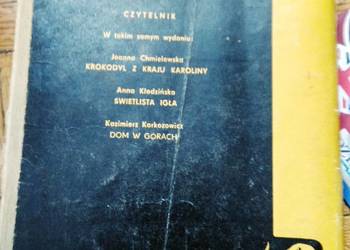 CZYTELNIK
W takim samym wydaniu:
Joanna Chmielewska
KROKODYL Z KRAJU KAROLINY
Anna Kłodzińska
ŚWIETLISTA IGŁA
Kazimierz Korkozowicz
DOM W GÓRACH